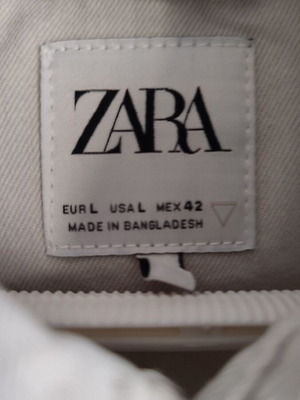 ZARA
EUR L USA L MEX 42
MADE IN BANGLADESH